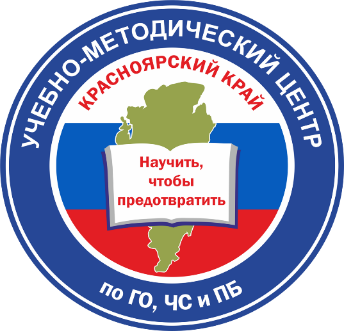 УЧЕБНО-МЕТОДИЧЕСКИЙ ЦЕНТР
КРАСНОЯРСКИЙ КРАЙ
Научить,
чтобы
предотвратить
по ГО, ЧС и ПБ